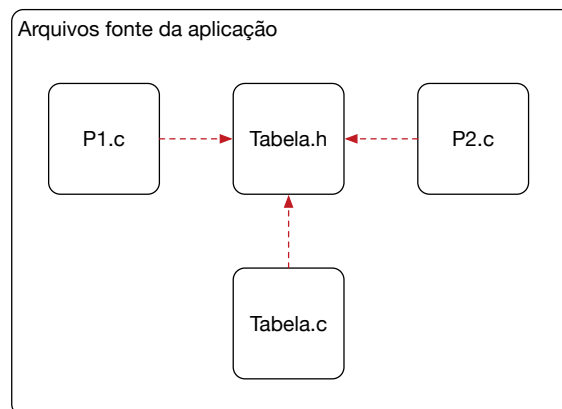 Arquivos fonte da aplicação
P1.c
Tabela.h
P2.c
Tabela.c